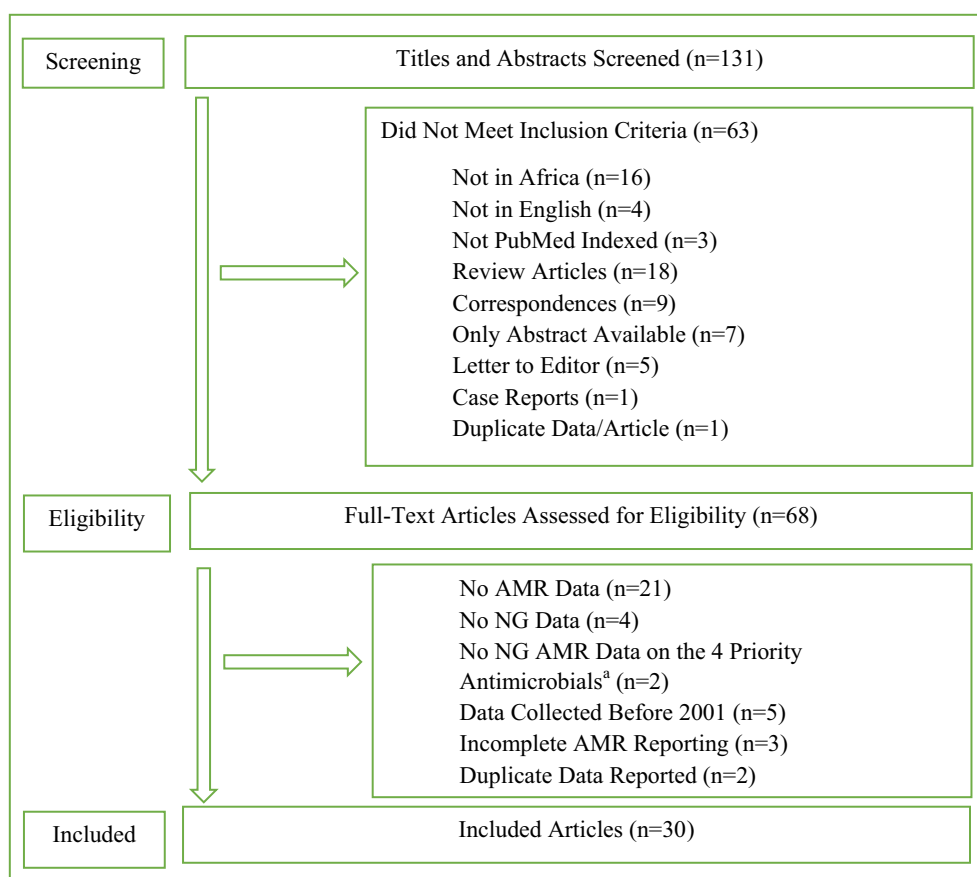 Screening
Titles and Abstracts Screened (n=131)
Did Not Meet Inclusion Criteria (n=63)
Not in Africa (n=16)
Not in English (n=4)
Not PubMed Indexed (n=3)
Review Articles (n=18)
Correspondences (n=9)
Only Abstract Available (n=7)
Letter to Editor (n=5)
Case Reports (n=1)
Duplicate Data/Article (n=1)
Eligibility
Full-Text Articles Assessed for Eligibility (n=68)
No AMR Data (n=21)
No NG Data (n=4)
No NG AMR Data on the 4 Priority
Antimicrobialsᵃ (n=2)
Data Collected Before 2001 (n=5)
Incomplete AMR Reporting (n=3)
Duplicate Data Reported (n=2)
Included
Included Articles (n=30)